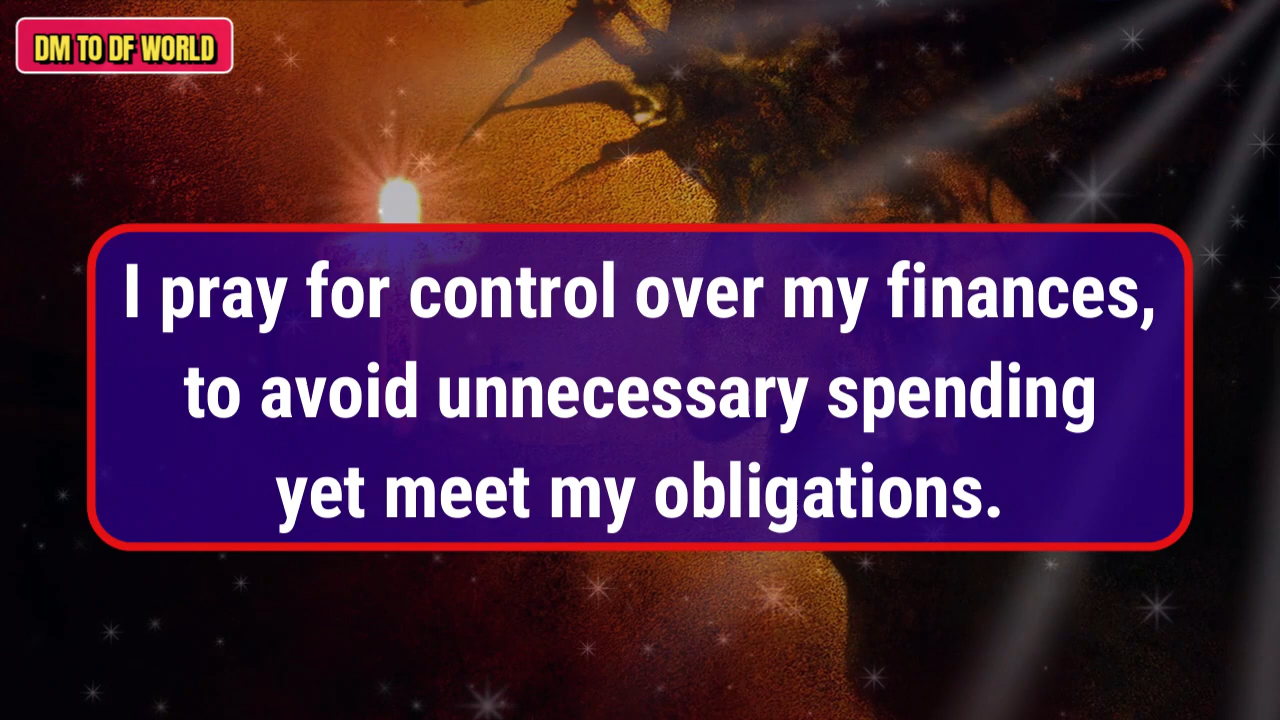 DM TO DF WORLD
I pray for control over my finances,
to avoid unnecessary spending
yet meet my obligations.